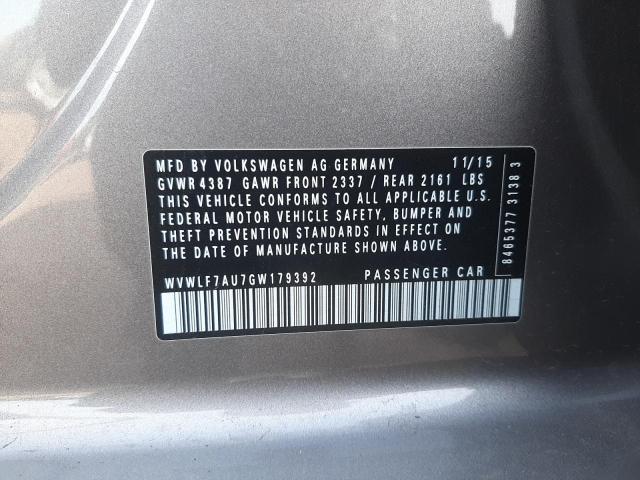 MFD BY VOLKSWAGEN AG GERMANY 11/15
GVWR 4387 GAWR FRONT 2337 / REAR 2161 LBS
THIS VEHICLE CONFORMS TO ALL APPLICABLE U.S.
FEDERAL MOTOR VEHICLE SAFETY, BUMPER AND
THEFT PREVENTION STANDARDS IN EFFECT ON
THE DATE OF MANUFACTURE SHOWN ABOVE.
WVWLF7AU7GW179392 PASSENGER CAR
8465377 3138 3